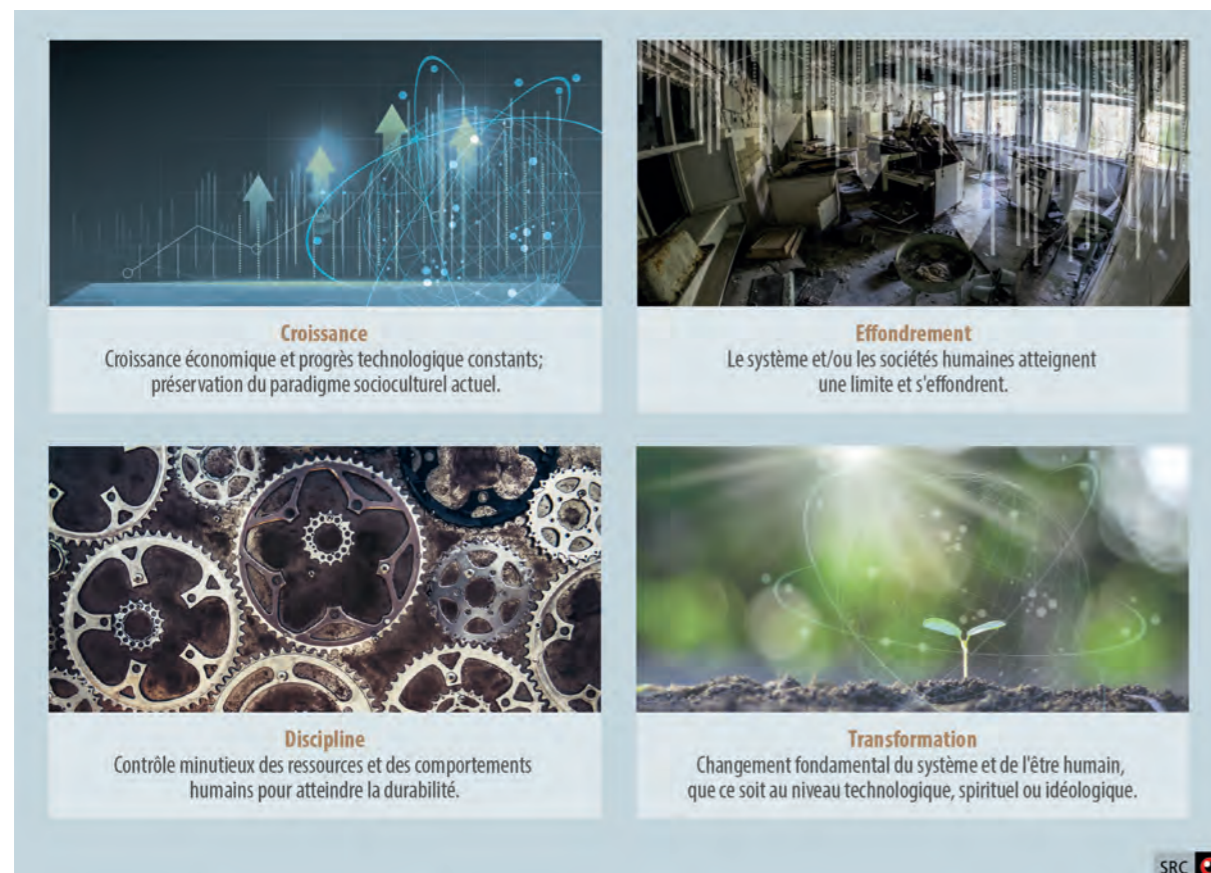 Croissance
Croissance économique et progrès technologique constants;
préservation du paradigme socioculturel actuel.
Effondrement
Le système et/ou les sociétés humaines atteignent
une limite et s'effondrent.
Discipline
Contrôle minutieux des ressources et des comportements
humains pour atteindre la durabilité.
Transformation
Changement fondamental du système et de l'être humain,
que ce soit au niveau technologique, spirituel ou idéologique.
SRC